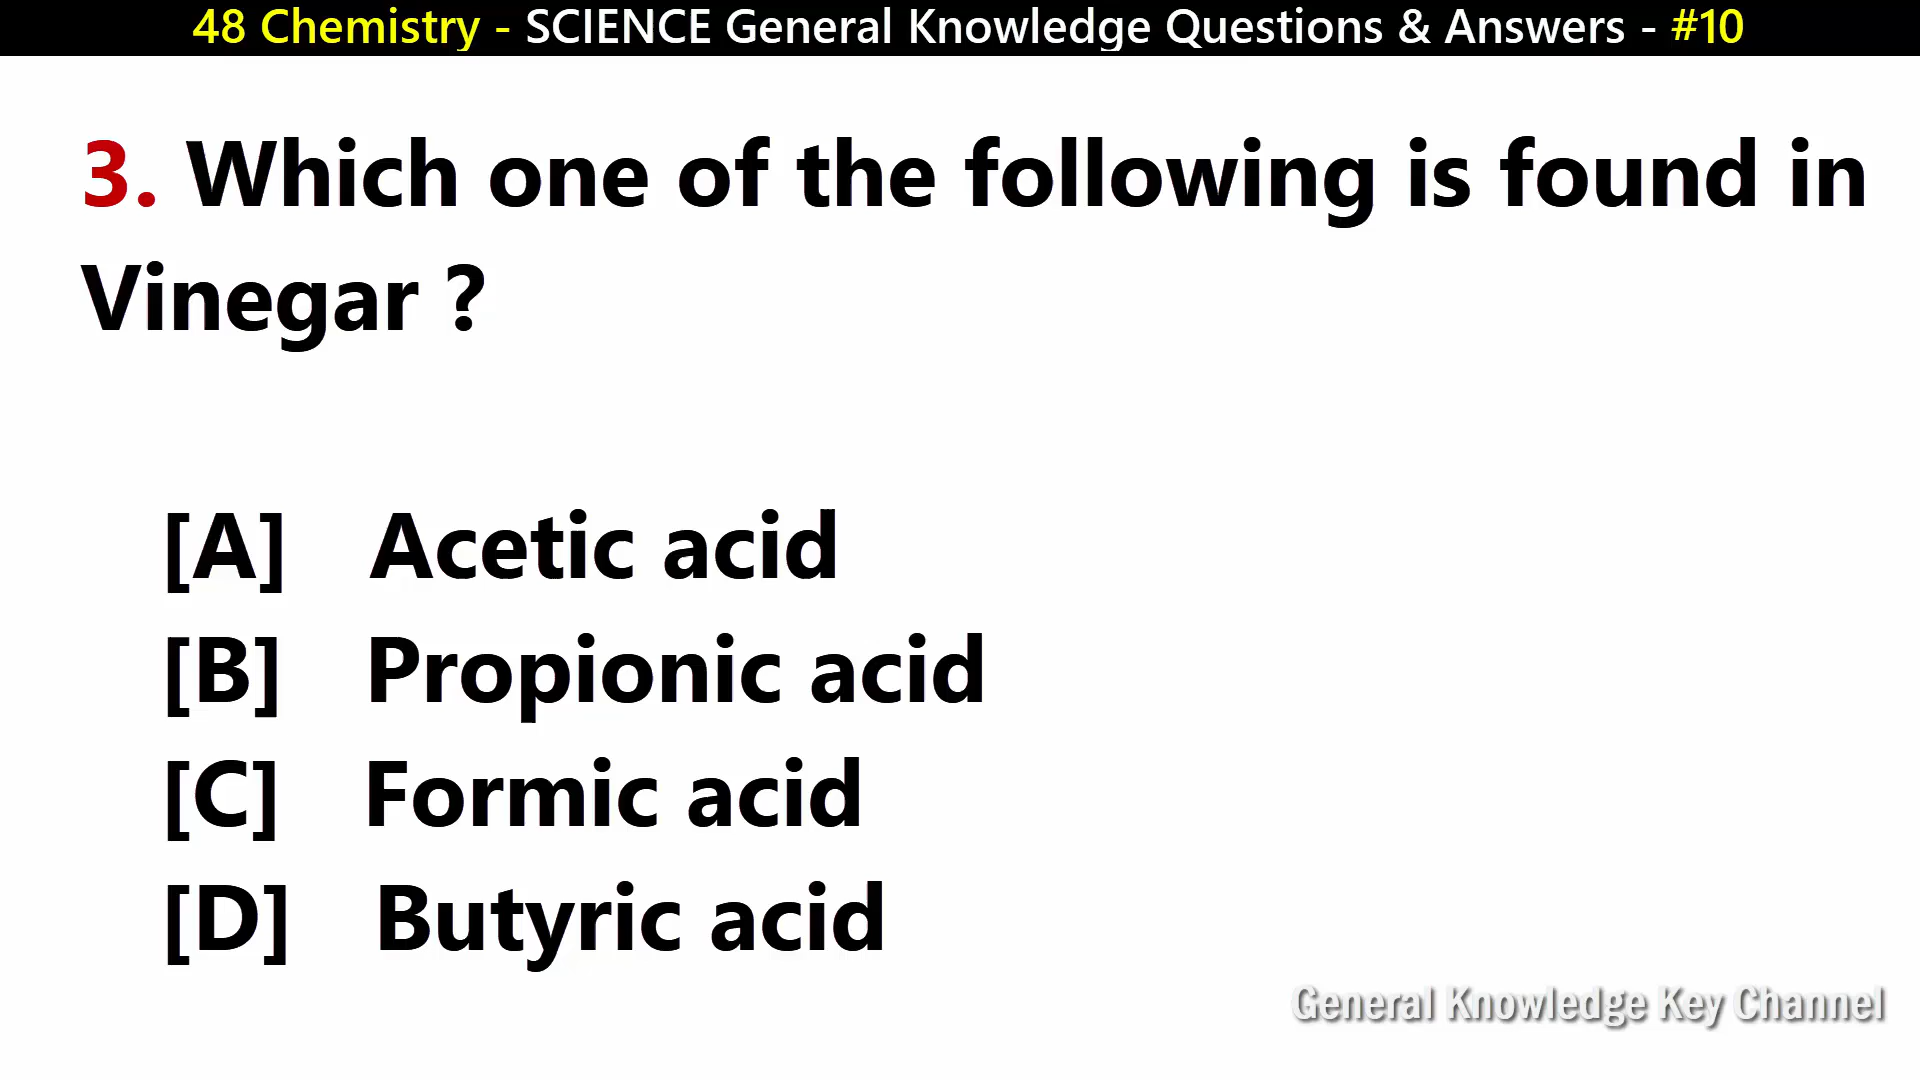 48 Chemistry - SCIENCE General Knowledge Questions & Answers - #10
3. Which one of the following is found in
Vinegar ?
[A] Acetic acid
[B] Propionic acid
[C] Formic acid
[D] Butyric acid
General Knowledge Key Channel